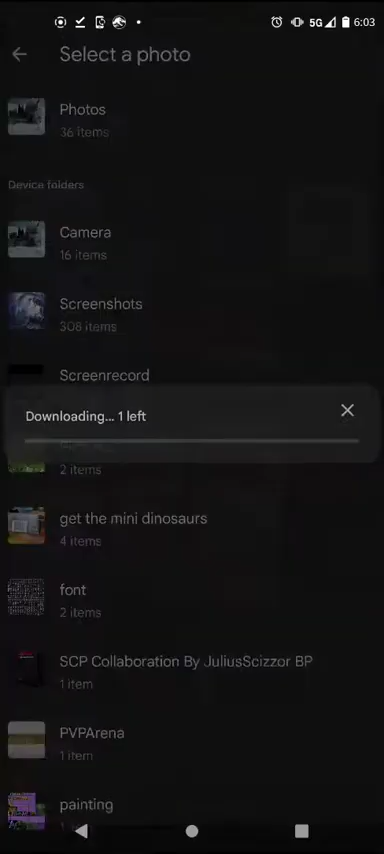 5G 6:03
Select a photo
Photos
36 items
Device folders
Camera
16 items
Screenshots
308 items
Screenrecord
Downloading... 1 left
2 items
get the mini dinosaurs
4 items
font
2 items
SCP Collaboration By JuliusScizzor BP
1 item
PVPArena
1 item
painting